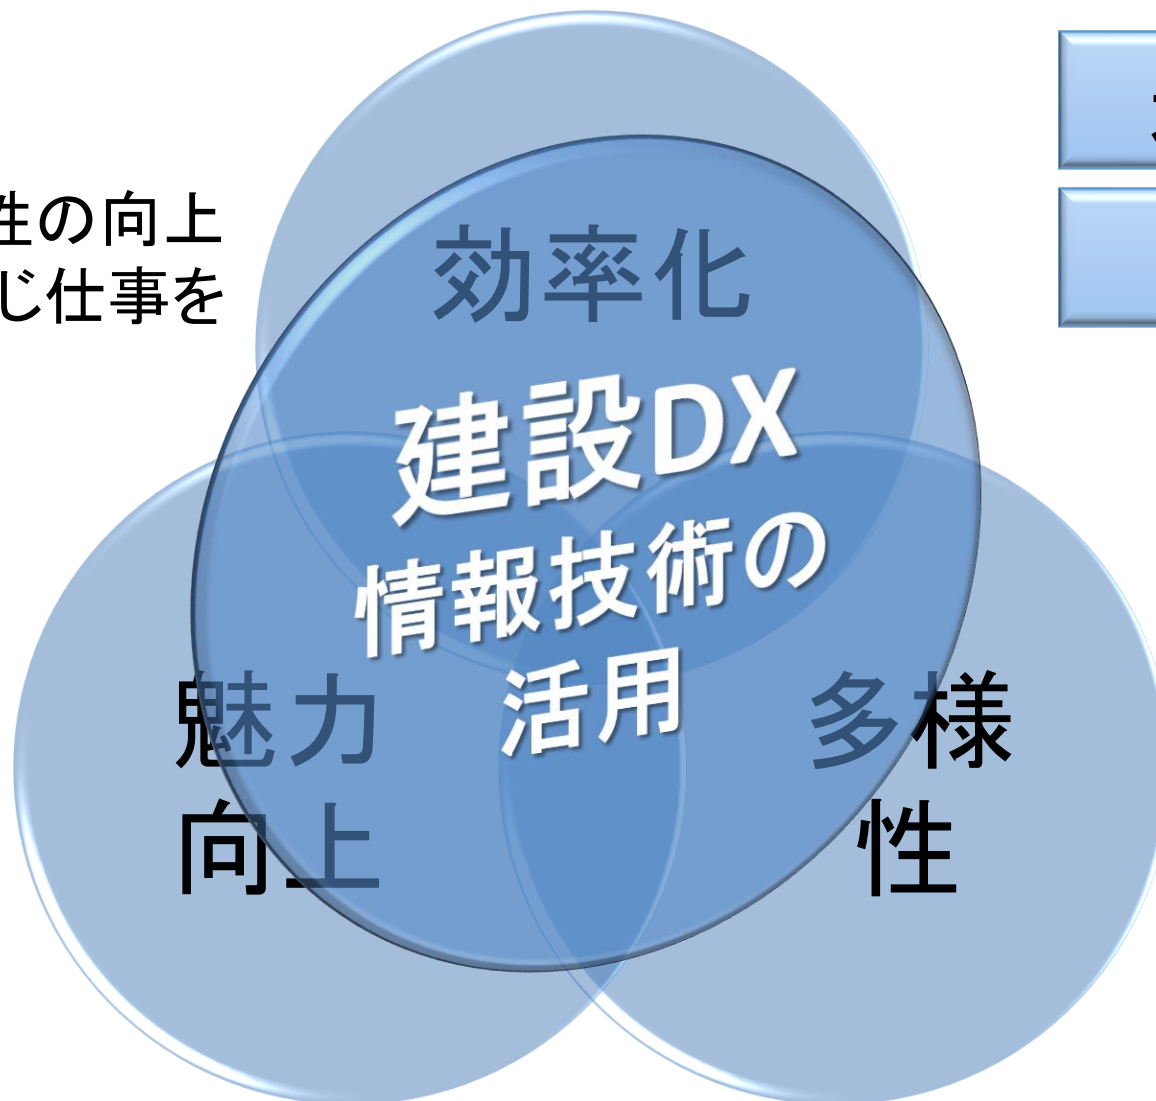 性の向上
じ仕事を
効率化
建設DX
情報技術の
活用
魅力
向上
多様
性